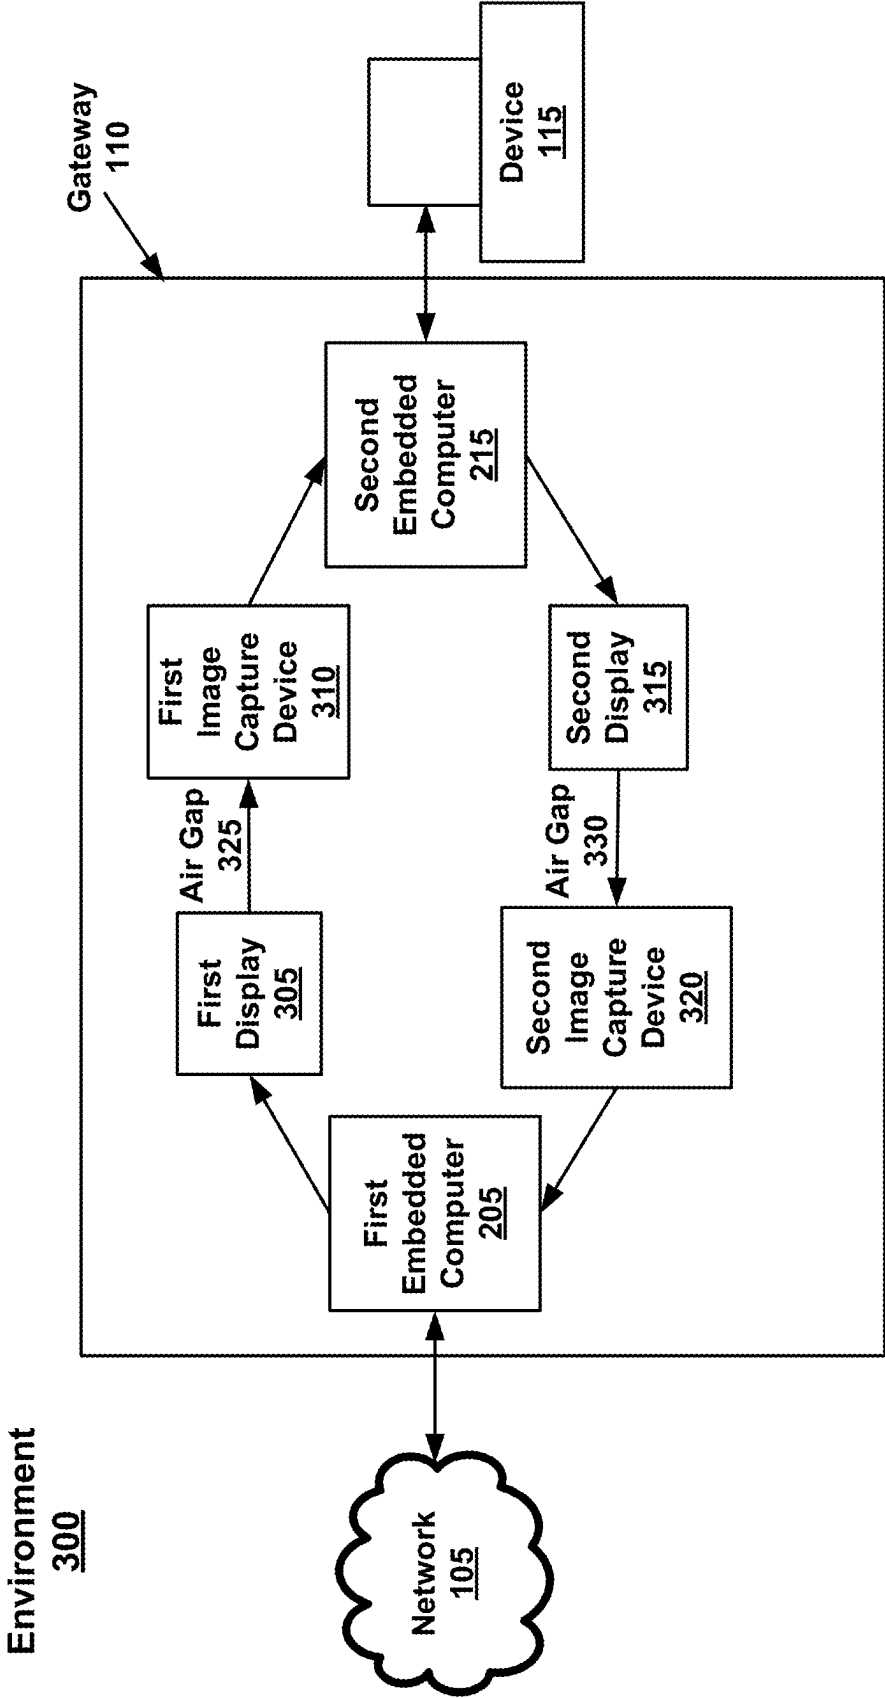 Environment
300
Network
105
Gateway
110
First
Embedded
Computer
205
First
Display
305
Air Gap
325
First
Image
Capture
Device
310
Second
Embedded
Computer
215
Second
Display
315
Air Gap
330
Second
Image
Capture
Device
320
Device
115